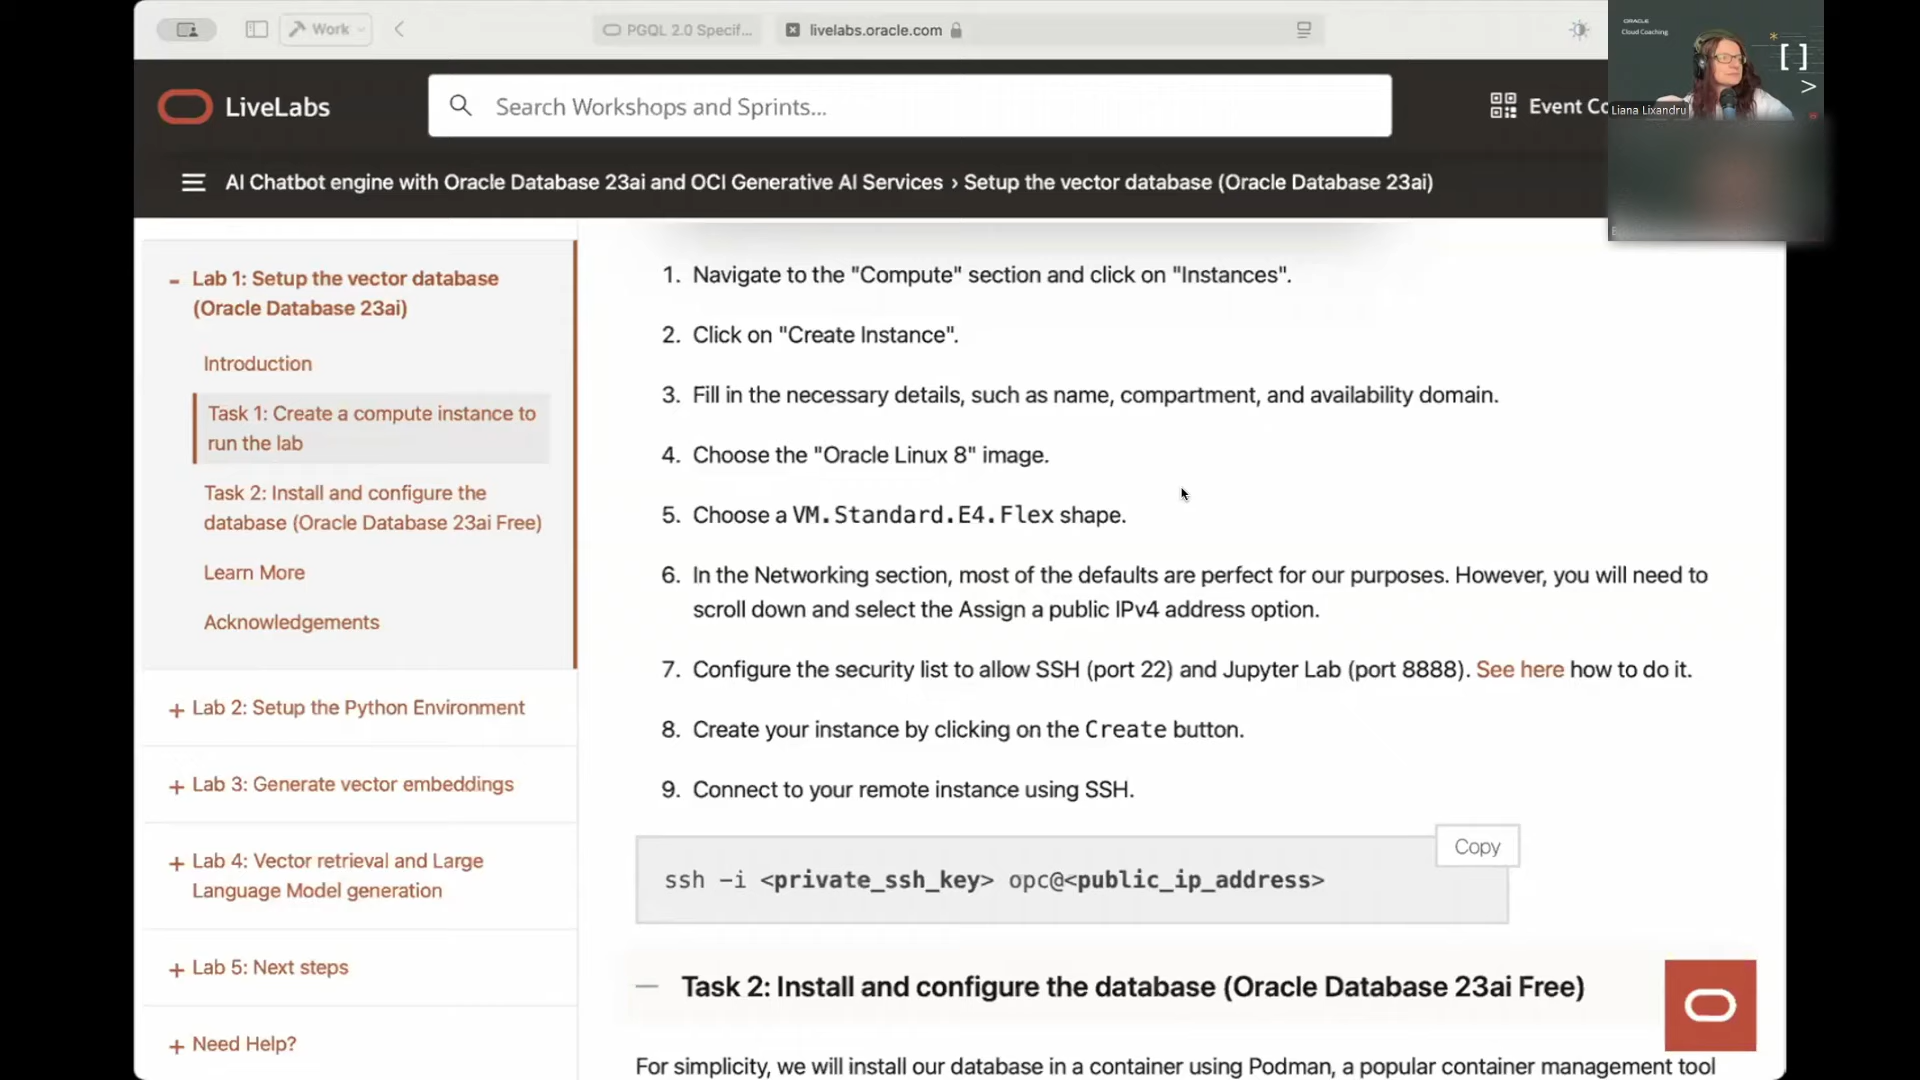 Work
PGQL 2.0 Specif...
livelabs.oracle.com
ORACLE
Cloud Coaching
[ ]
>
Liana Lixandru
LiveLabs
Search Workshops and Sprints...
Event Co
AI Chatbot engine with Oracle Database 23ai and OCI Generative AI Services › Setup the vector database (Oracle Database 23ai)
- Lab 1: Setup the vector database
(Oracle Database 23ai)
Introduction
Task 1: Create a compute instance to
run the lab
Task 2: Install and configure the
database (Oracle Database 23ai Free)
Learn More
Acknowledgements
+ Lab 2: Setup the Python Environment
+ Lab 3: Generate vector embeddings
+ Lab 4: Vector retrieval and Large
Language Model generation
+ Lab 5: Next steps
+ Need Help?
1. Navigate to the "Compute" section and click on "Instances".
2. Click on "Create Instance".
3. Fill in the necessary details, such as name, compartment, and availability domain.
4. Choose the "Oracle Linux 8" image.
5. Choose a VM.Standard.E4.Flex shape.
6. In the Networking section, most of the defaults are perfect for our purposes. However, you will need to
scroll down and select the Assign a public IPv4 address option.
7. Configure the security list to allow SSH (port 22) and Jupyter Lab (port 8888). See here how to do it.
8. Create your instance by clicking on the Create button.
9. Connect to your remote instance using SSH.
Copy
ssh -i <private_ssh_key> opc@<public_ip_address>
— Task 2: Install and configure the database (Oracle Database 23ai Free)
For simplicity, we will install our database in a container using Podman, a popular container management tool